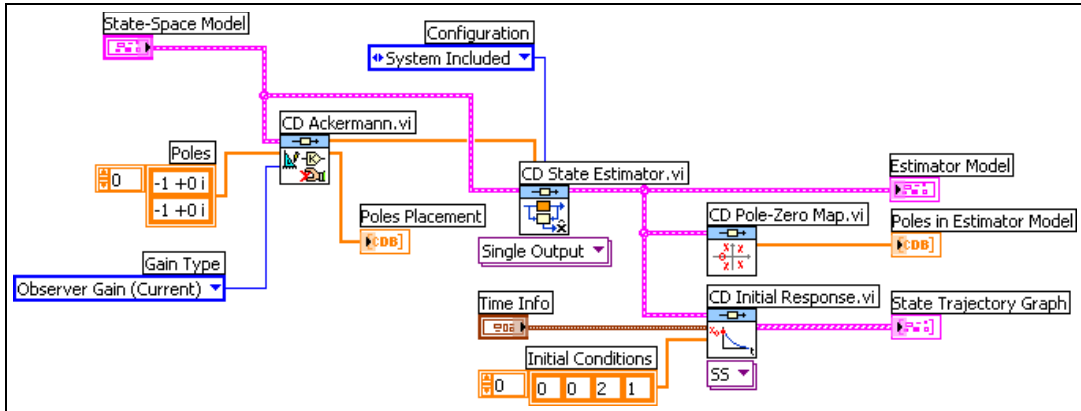 State-Space Model
Configuration
System Included
CD Ackermann.vi
Poles
0
-1 +0 i
-1 +0 i
CD State Estimator.vi
Estimator Model
Poles Placement
CDB]
CD Pole-Zero Map.vi
Poles in Estimator Model
CDB]
Single Output
Gain Type
Observer Gain (Current)
Time Info
CD Initial Response.vi
State Trajectory Graph
Initial Conditions
0
0 0 2 1
SS